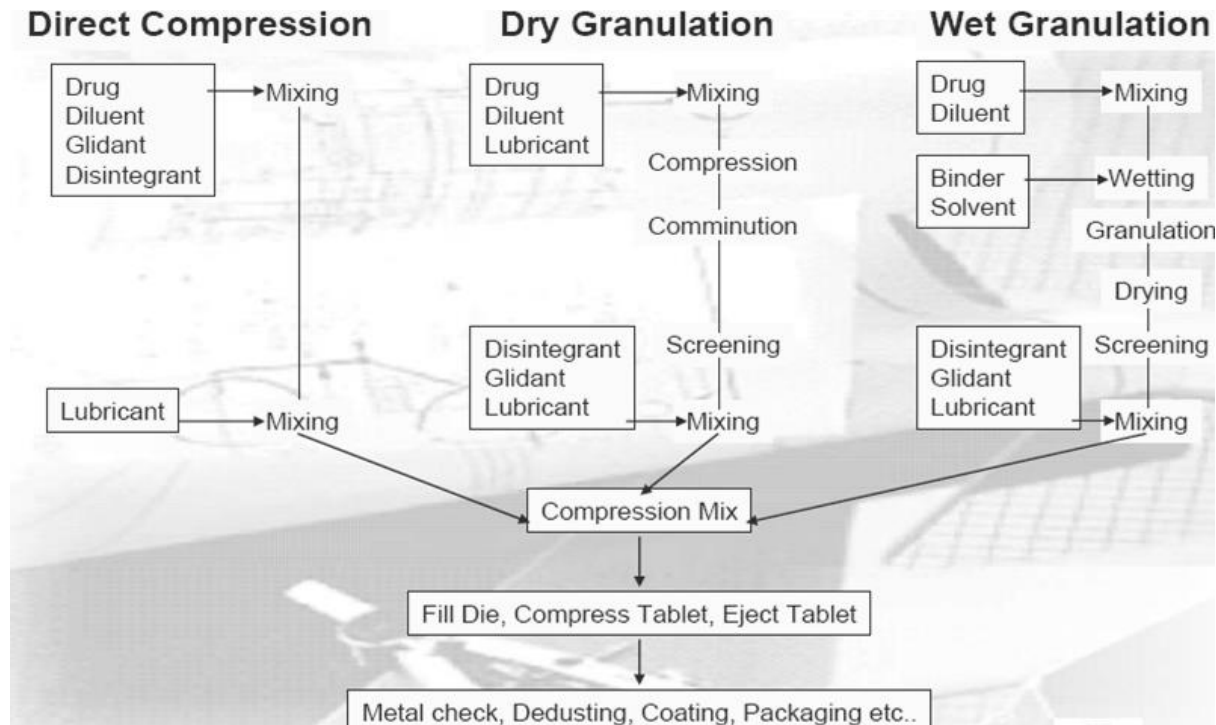 Direct Compression
Drug
Diluent
Glidant
Disintegrant
Mixing
Lubricant
Mixing
Dry Granulation
Drug
Diluent
Lubricant
Mixing
Compression
Comminution
Screening
Disintegrant
Glidant
Lubricant
Mixing
Wet Granulation
Drug
Diluent
Mixing
Binder
Solvent
Wetting
Granulation
Drying
Screening
Disintegrant
Glidant
Lubricant
Mixing
Compression Mix
Fill Die, Compress Tablet, Eject Tablet
Metal check, Dedusting, Coating, Packaging etc..